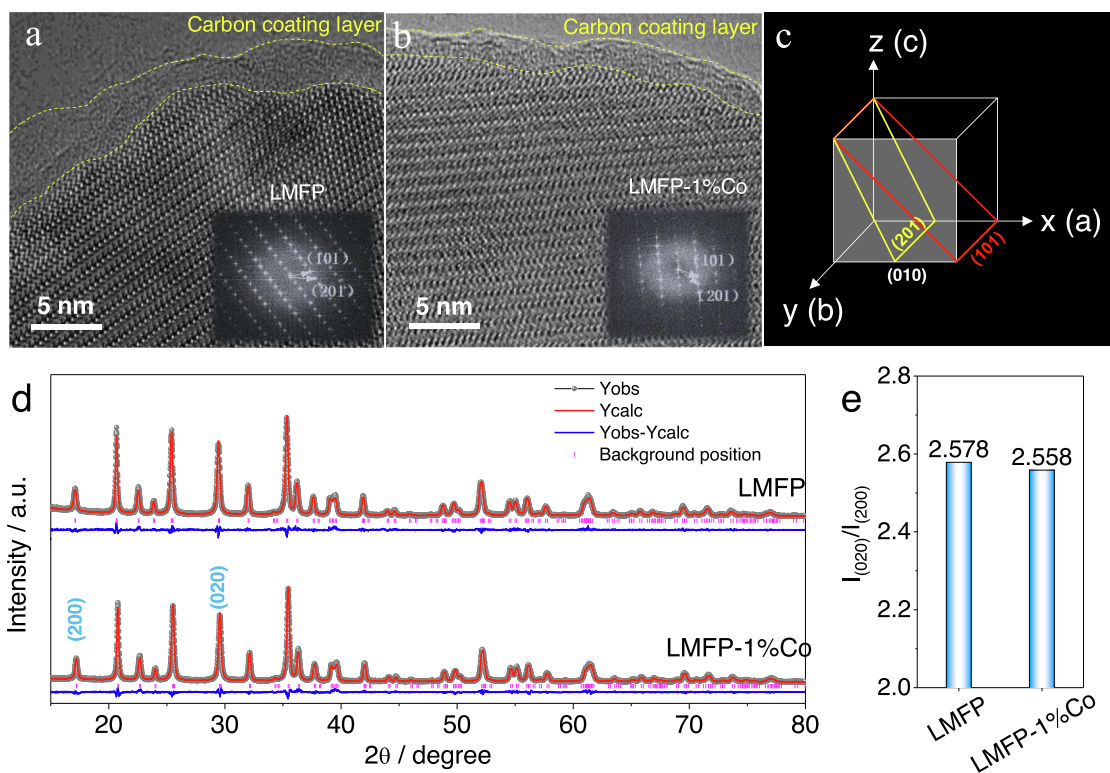 a
Carbon coating layer
LMFP
(101)
(201)
5 nm
b
Carbon coating layer
LMFP-1%Co
(101)
(201)
5 nm
c
z (c)
x (a)
y (b)
(201)
(101)
(010)
d
Yobs
Ycalc
Yobs-Ycalc
Background position
LMFP
(200)
(020)
LMFP-1%Co
Intensity / a.u.
20 30 40 50 60 70 80
2θ / degree
e
2.8
2.6
2.4
2.2
2.0
2.578
2.558
I(020)/I(200)
LMFP
LMFP-1%Co